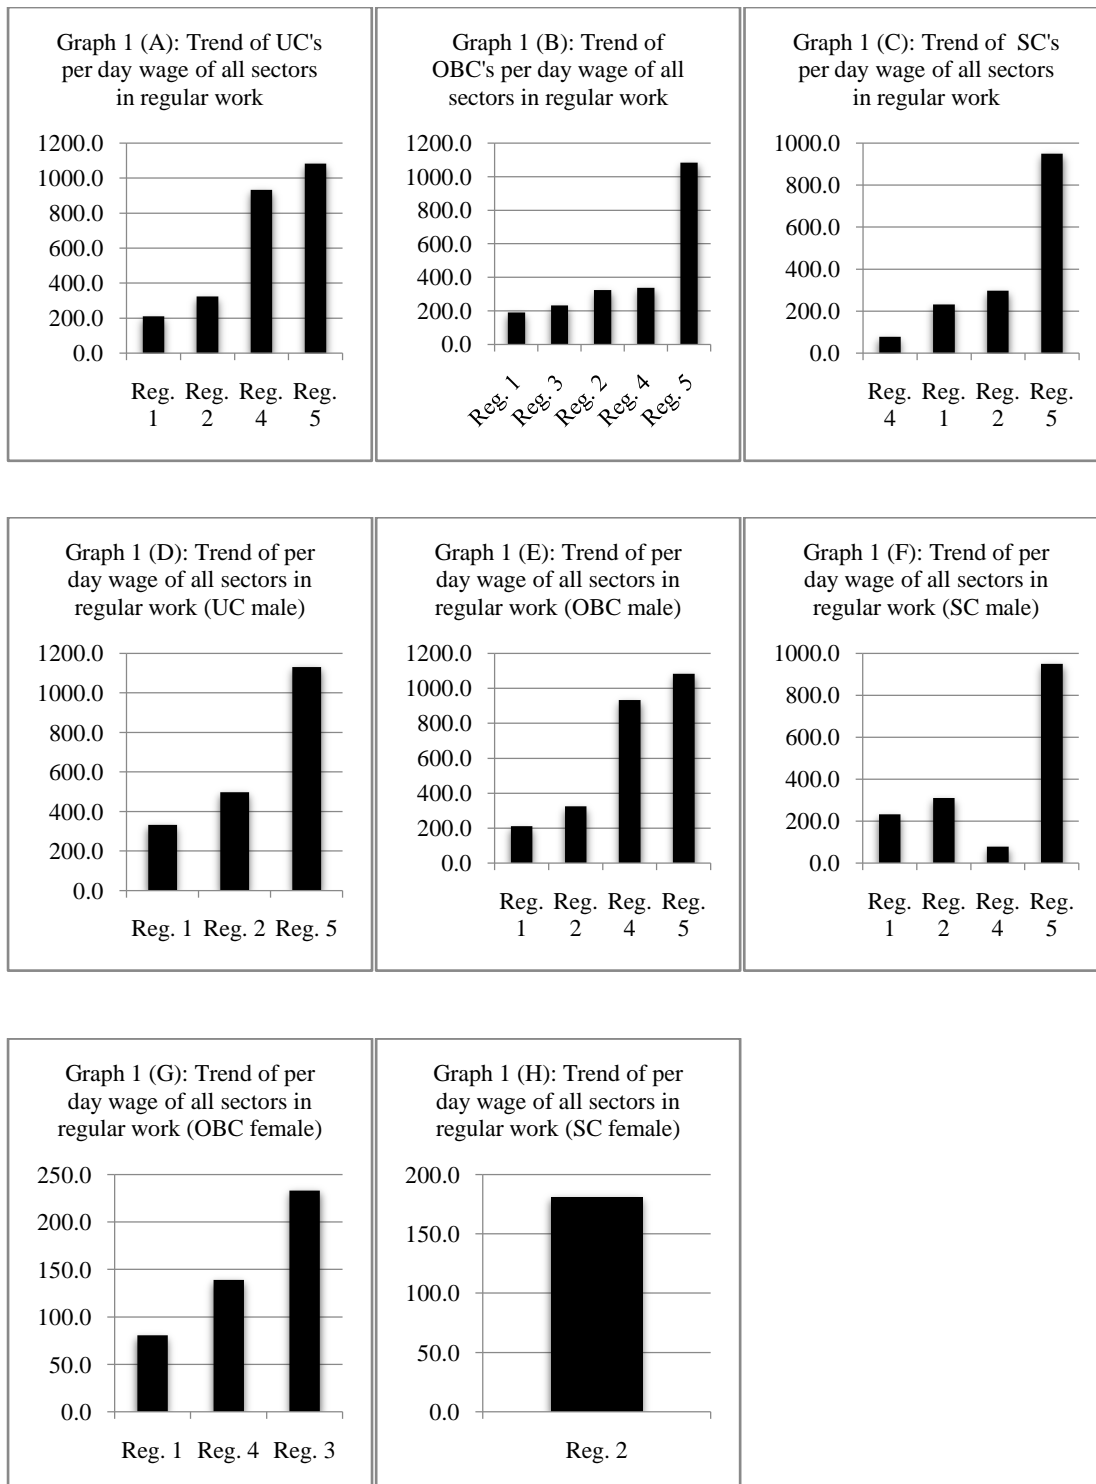 Graph 1 (A): Trend of UC's
per day wage of all sectors
in regular work
1200.0
1000.0
800.0
600.0
400.0
200.0
0.0
Reg. Reg. Reg. Reg.
1 2 4 5
Graph 1 (B): Trend of
OBC's per day wage of all
sectors in regular work
1200.0
1000.0
800.0
600.0
400.0
200.0
0.0
Reg. 1
Reg. 3
Reg. 2
Reg. 4
Reg. 5
Graph 1 (C): Trend of SC's
per day wage of all sectors
in regular work
1000.0
800.0
600.0
400.0
200.0
0.0
Reg. Reg. Reg. Reg.
4 1 2 5
Graph 1 (D): Trend of per
day wage of all sectors in
regular work (UC male)
1200.0
1000.0
800.0
600.0
400.0
200.0
0.0
Reg. 1 Reg. 2 Reg. 5
Graph 1 (E): Trend of per
day wage of all sectors in
regular work (OBC male)
1200.0
1000.0
800.0
600.0
400.0
200.0
0.0
Reg. Reg. Reg. Reg.
1 2 4 5
Graph 1 (F): Trend of per
day wage of all sectors in
regular work (SC male)
1000.0
800.0
600.0
400.0
200.0
0.0
Reg. Reg. Reg. Reg.
1 2 4 5
Graph 1 (G): Trend of per
day wage of all sectors in
regular work (OBC female)
250.0
200.0
150.0
100.0
50.0
0.0
Reg. 1 Reg. 4 Reg. 3
Graph 1 (H): Trend of per
day wage of all sectors in
regular work (SC female)
200.0
150.0
100.0
50.0
0.0
Reg. 2